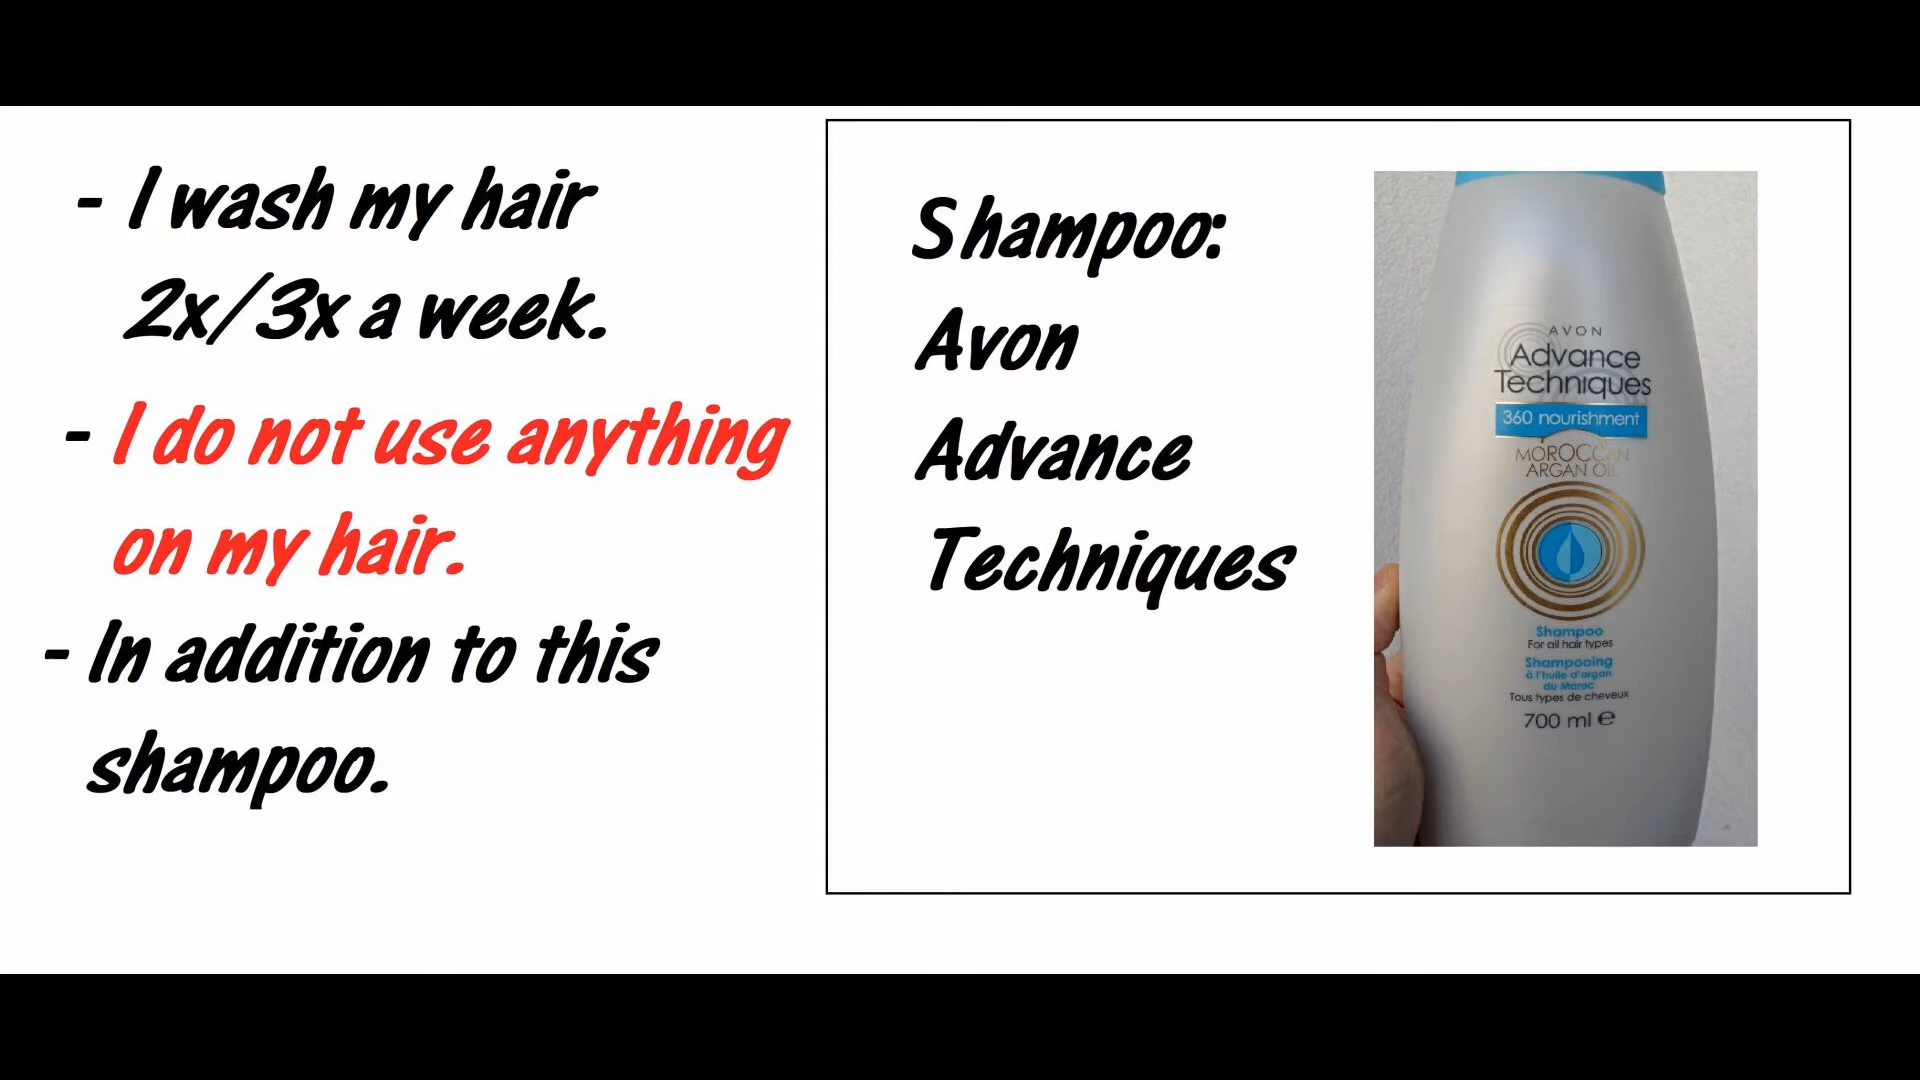 - I wash my hair
2x/3x a week.
- I do not use anything
on my hair.
- In addition to this
shampoo.
Shampoo:
Avon
Advance
Techniques
AVON
Advance
Techniques
360 nourishment
MOROCCAN
ARGAN OIL
Shampoo
For all hair types
Shampooing
à l'huile d'argan
du Maroc
Tous types de cheveux
700 ml e